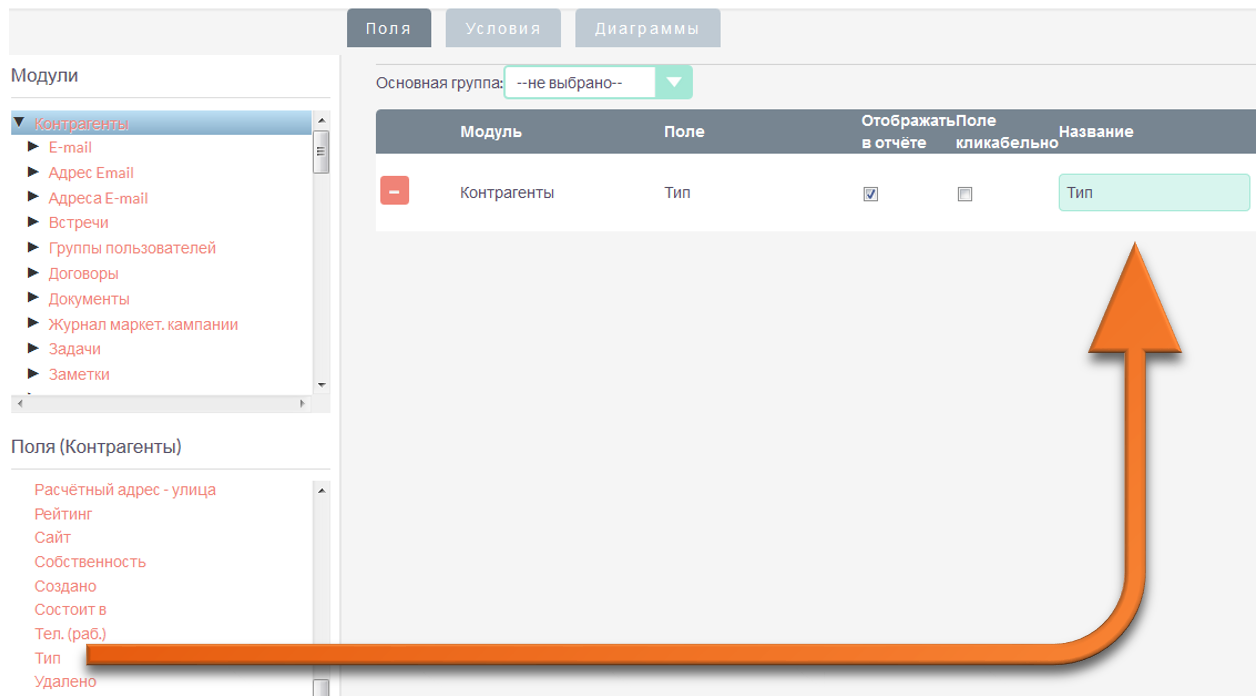 Поля Условия Диаграммы
Модули
Контрагенты
E-mail
Адрес Email
Адреса E-mail
Встречи
Группы пользователей
Договоры
Документы
Журнал маркет. кампании
Задачи
Заметки
Поля (Контрагенты)
Расчётный адрес - улица
Рейтинг
Сайт
Собственность
Создано
Состоит в
Тел. (раб.)
Тип
Удалено
Основная группа: --не выбрано--
Модуль Поле Отображать в отчёте Поле кликабельно Название
Контрагенты Тип Тип